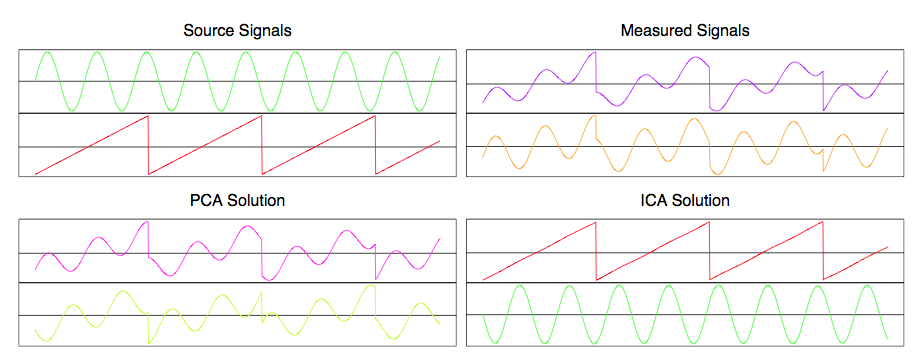 Source Signals
Measured Signals
PCA Solution
ICA Solution